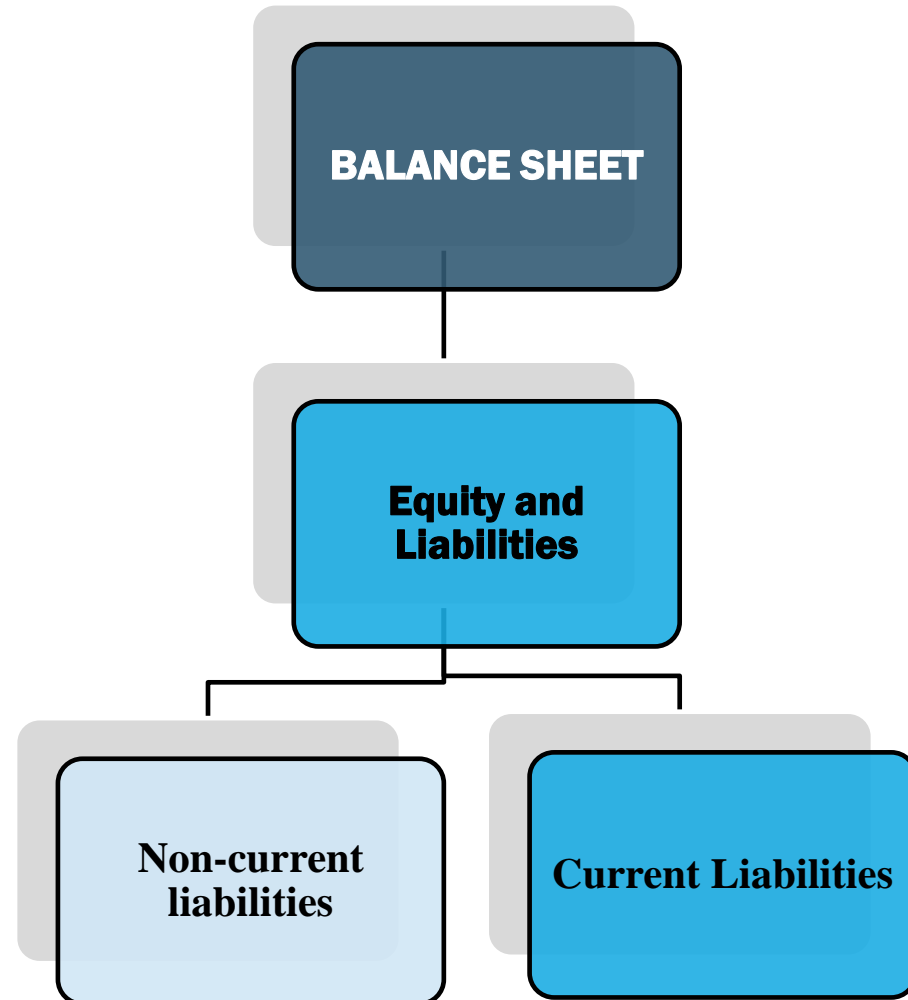 BALANCE SHEET
Equity and
Liabilities
Non-current
liabilities
Current Liabilities